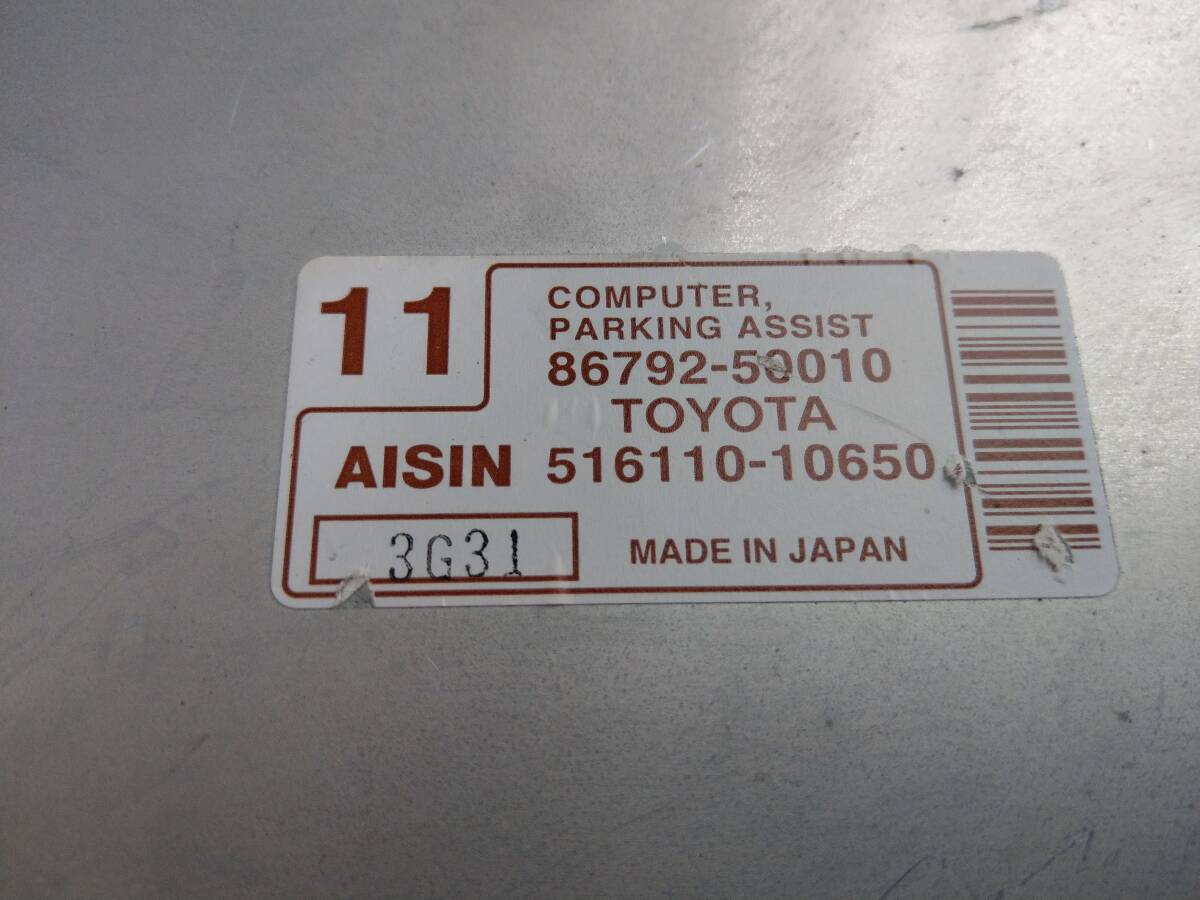 11
COMPUTER,
PARKING ASSIST
86792-50010
TOYOTA
AISIN 516110-10650
3G31
MADE IN JAPAN